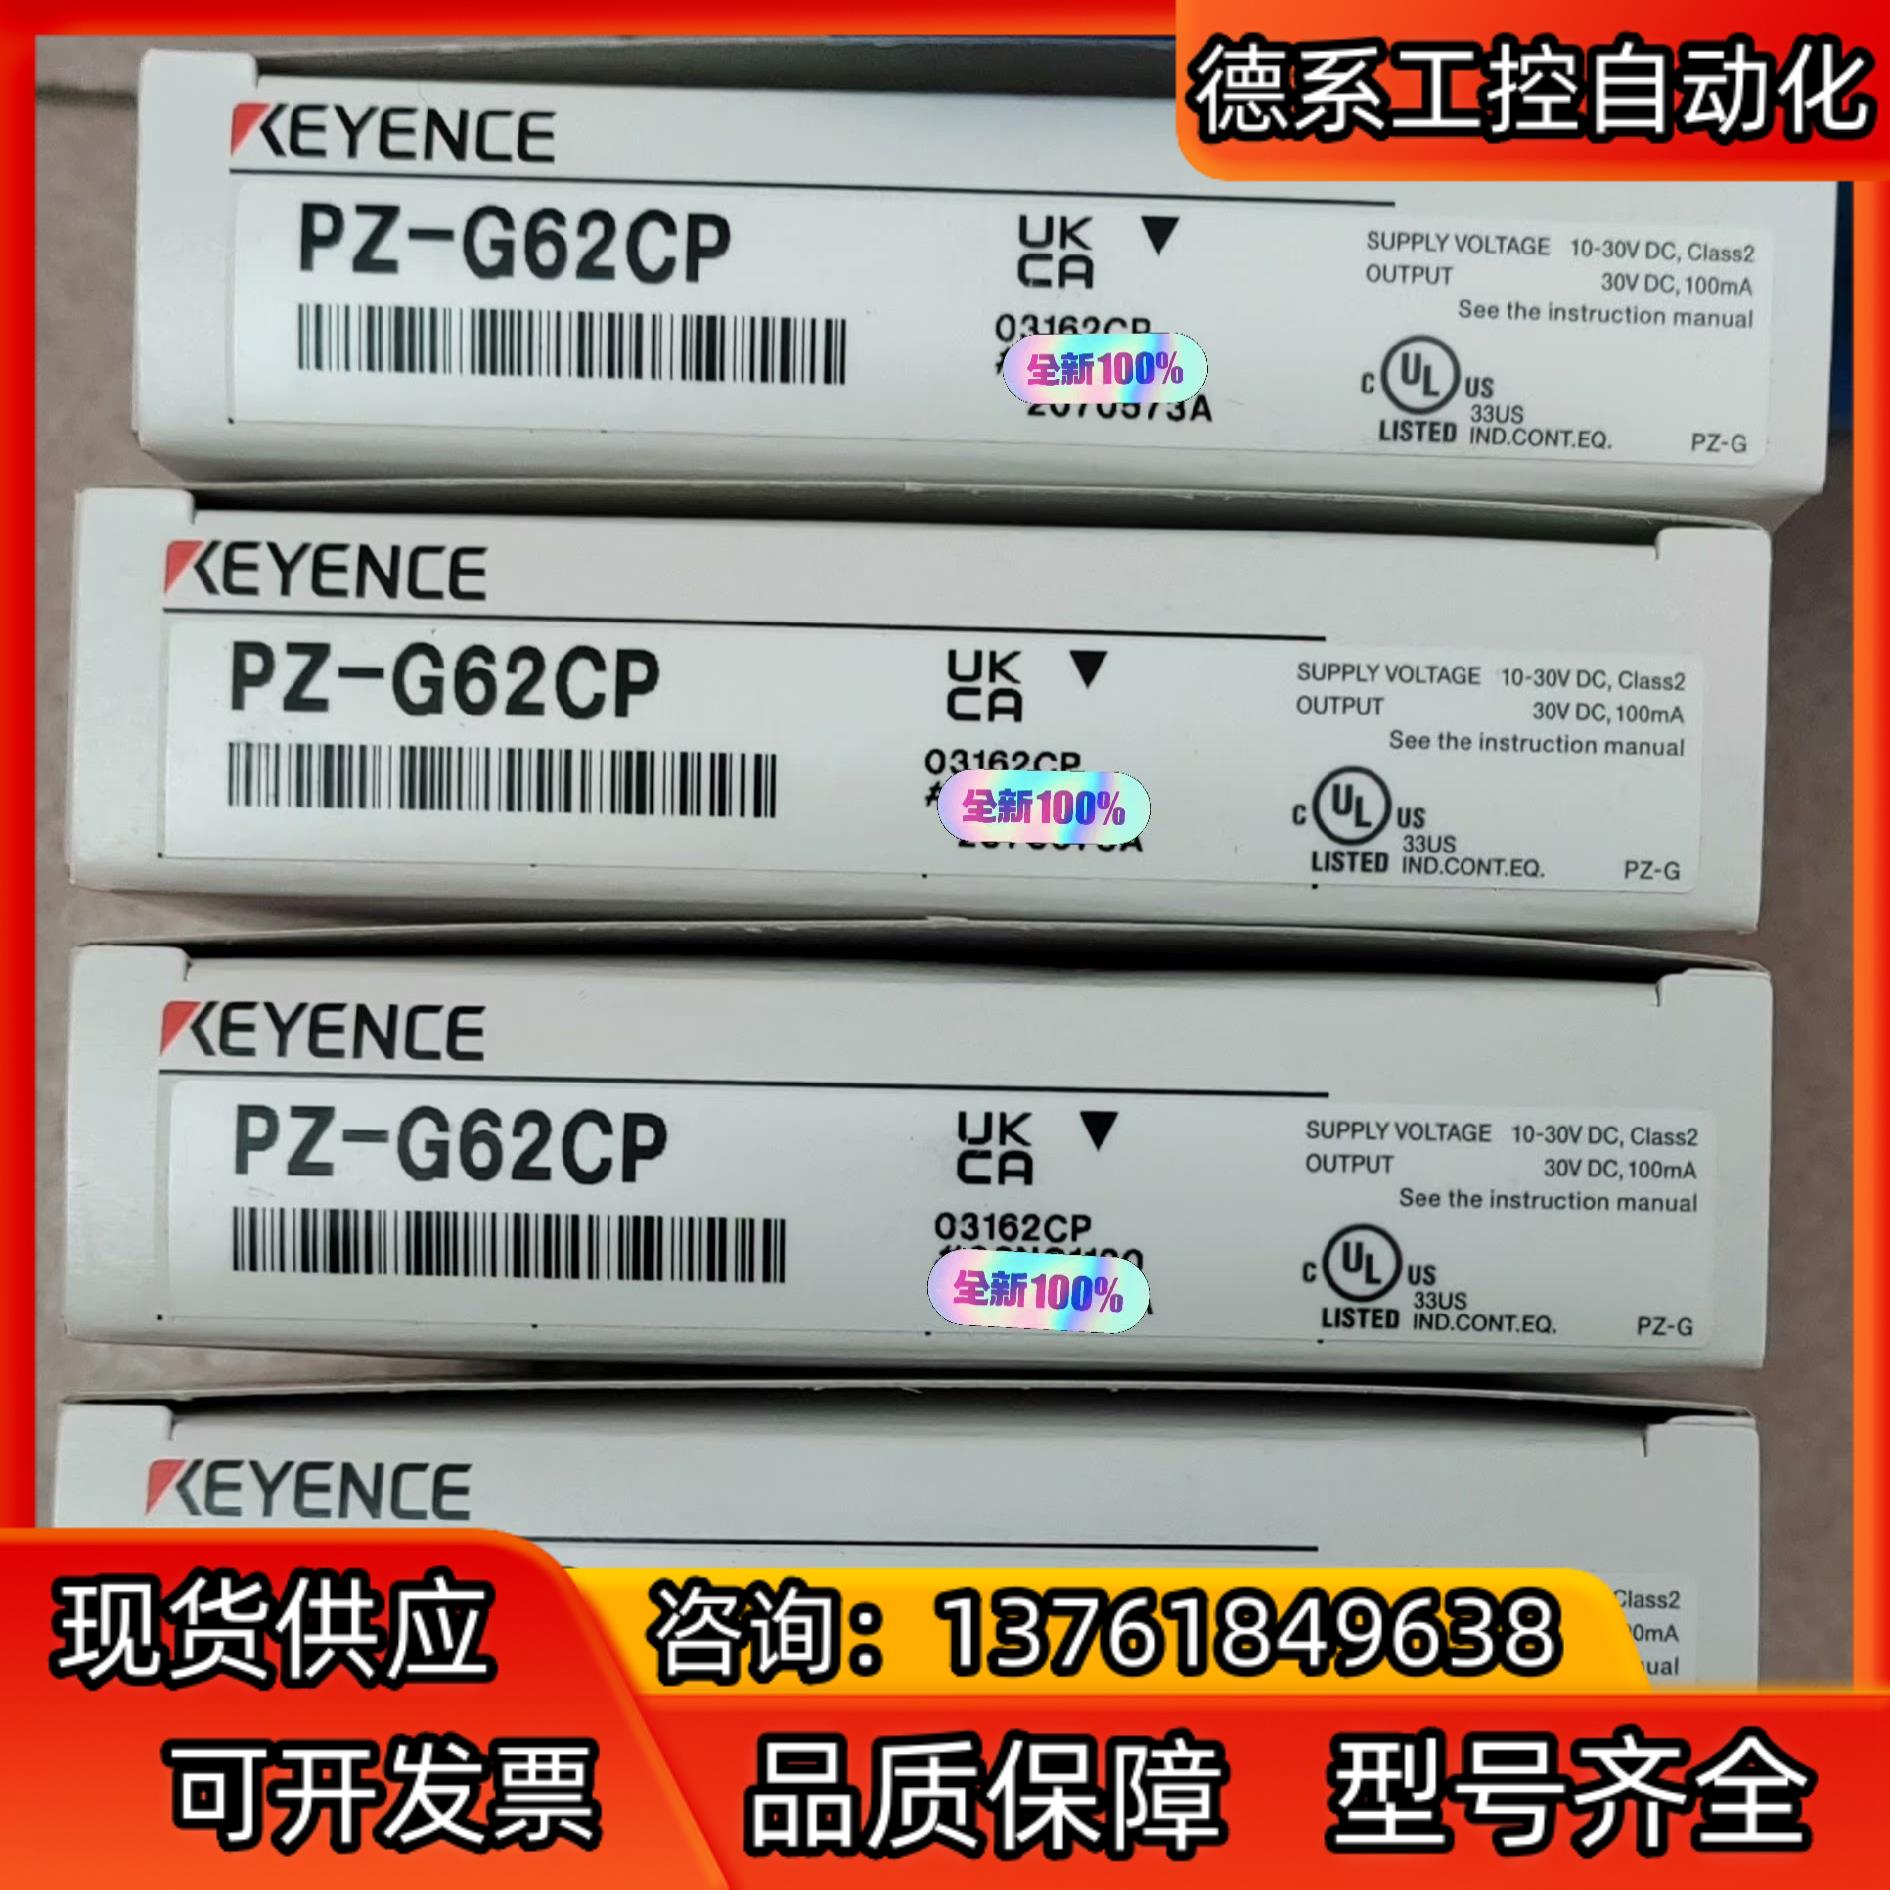 德系工控自动化
KEYENCE
PZ-G62CP
UK
CA
SUPPLY VOLTAGE 10-30V DC, Class2
OUTPUT 30V DC, 100mA
See the instruction manual
03162CP
全新100%
2070573A
C UL US
33US
LISTED IND.CONT.EQ.
PZ-G
KEYENCE
PZ-G62CP
UK
CA
SUPPLY VOLTAGE 10-30V DC, Class2
OUTPUT 30V DC, 100mA
See the instruction manual
03162CP
全新100%
C UL US
33US
LISTED IND.CONT.EQ.
PZ-G
KEYENCE
PZ-G62CP
UK
CA
SUPPLY VOLTAGE 10-30V DC, Class2
OUTPUT 30V DC, 100mA
See the instruction manual
03162CP
全新100%
C UL US
33US
LISTED IND.CONT.EQ.
PZ-G
KEYENCE
Class2
现货供应
咨询：13761849638
可开发票
品质保障 型号齐全